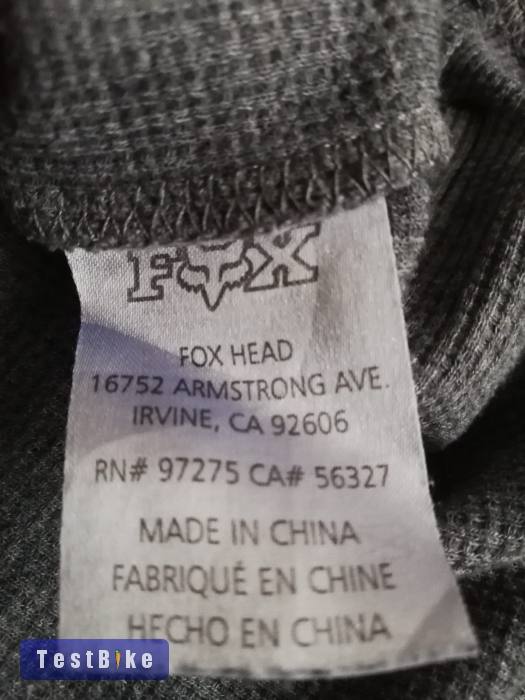 FOX
FOX HEAD
16752 ARMSTRONG AVE.
IRVINE, CA 92606
RN# 97275 CA# 56327
MADE IN CHINA
FABRIQUÉ EN CHINE
HECHO EN CHINA
TestBike